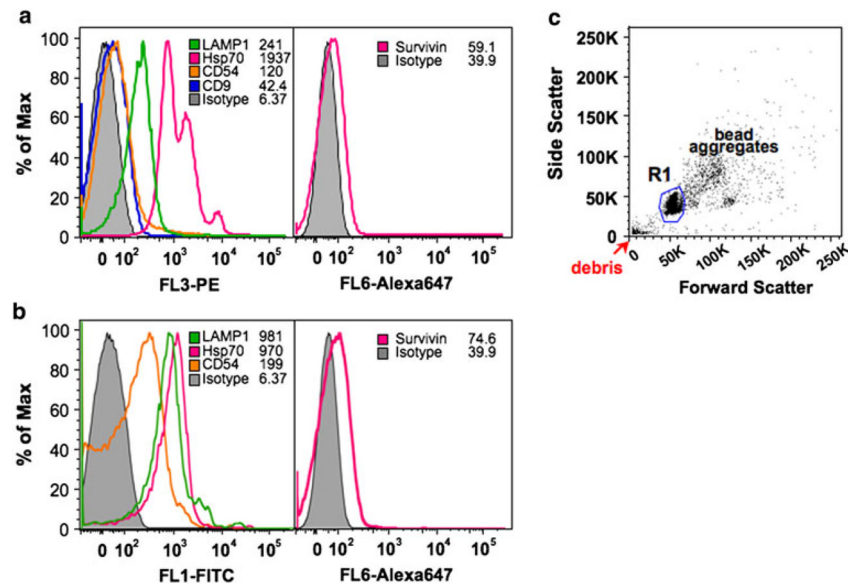 a
% of Max
100
80
60
40
20
0
LAMP1 241
Hsp70 1937
CD54 120
CD9 42.4
Isotype 6.37
0 10² 10³ 10⁴ 10⁵
FL3-PE
Survivin 59.1
Isotype 39.9
0 10² 10³ 10⁴ 10⁵
FL6-Alexa647
b
% of Max
100
80
60
40
20
0
LAMP1 981
Hsp70 970
CD54 199
Isotype 6.37
0 10² 10³ 10⁴ 10⁵
FL1-FITC
Survivin 74.6
Isotype 39.9
0 10² 10³ 10⁴ 10⁵
FL6-Alexa647
c
Side Scatter
250K
200K
150K
100K
50K
0
bead
aggregates
R1
debris
0 50K 100K 150K 200K 250K
Forward Scatter